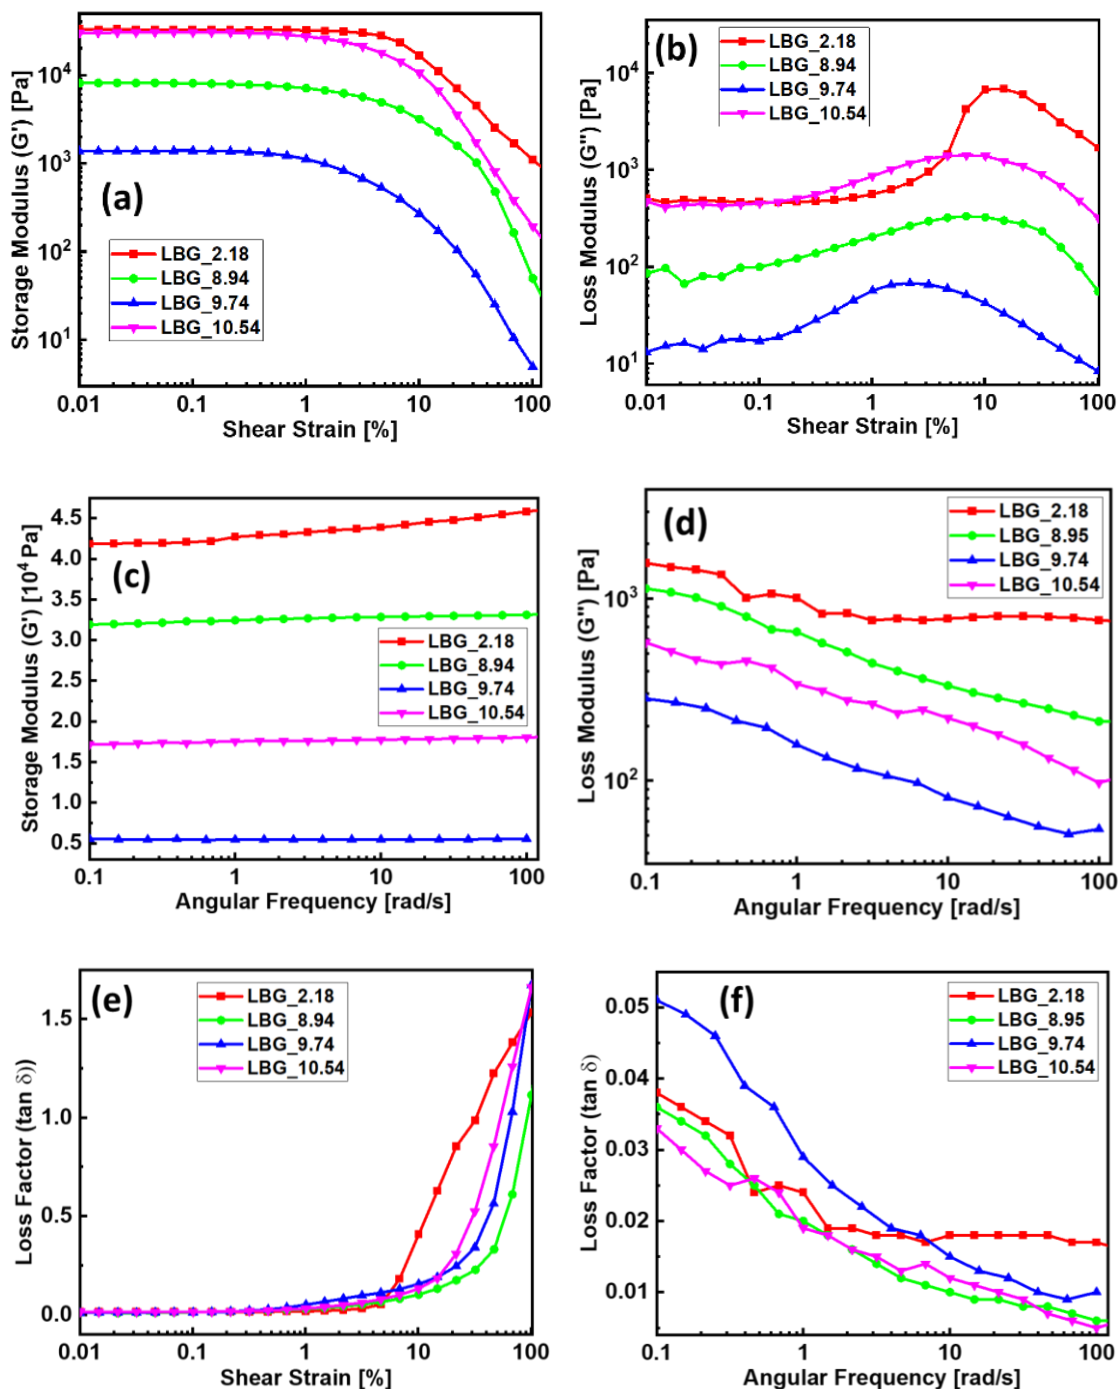 (a)
Storage Modulus (G') [Pa]
10^4
10^3
10^2
10^1
LBG_2.18
LBG_8.94
LBG_9.74
LBG_10.54
0.01 0.1 1 10 100
Shear Strain [%]
(b)
Loss Modulus (G'') [Pa]
10^4
10^3
10^2
10^1
LBG_2.18
LBG_8.94
LBG_9.74
LBG_10.54
0.01 0.1 1 10 100
Shear Strain [%]
(c)
Storage Modulus (G') [10^4 Pa]
4.5
4.0
3.5
3.0
2.5
2.0
1.5
1.0
0.5
LBG_2.18
LBG_8.94
LBG_9.74
LBG_10.54
0.1 1 10 100
Angular Frequency [rad/s]
(d)
Loss Modulus (G'') [Pa]
10^3
10^2
LBG_2.18
LBG_8.95
LBG_9.74
LBG_10.54
0.1 1 10 100
Angular Frequency [rad/s]
(e)
Loss Factor (tan δ))
1.5
1.0
0.5
0.0
LBG_2.18
LBG_8.94
LBG_9.74
LBG_10.54
0.01 0.1 1 10 100
Shear Strain [%]
(f)
Loss Factor (tan δ)
0.05
0.04
0.03
0.02
0.01
LBG_2.18
LBG_8.95
LBG_9.74
LBG_10.54
0.1 1 10 100
Angular Frequency [rad/s]